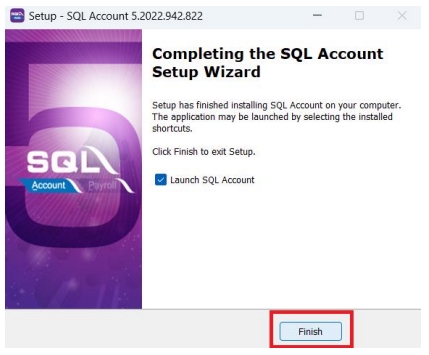 Setup - SQL Account 5.2022.942.822
Completing the SQL Account
Setup Wizard
Setup has finished installing SQL Account on your computer.
The application may be launched by selecting the installed
shortcuts.
Click Finish to exit Setup.
Launch SQL Account
SQL
Account Payroll
Finish